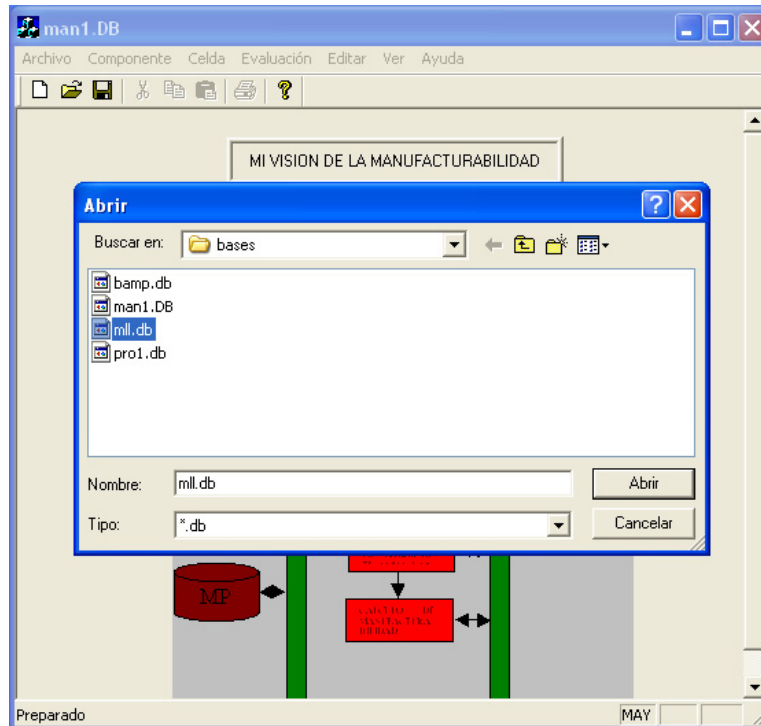 man1.DB
Archivo Componente Celda Evaluación Editar Ver Ayuda
MI VISION DE LA MANUFACTURABILIDAD
Abrir
Buscar en: bases
bamp.db
man1.DB
mll.db
pro1.db
Nombre: mll.db Abrir
Tipo: *.db Cancelar
MP
DE
MANUFACTURA
BILIDAD
Preparado MAY